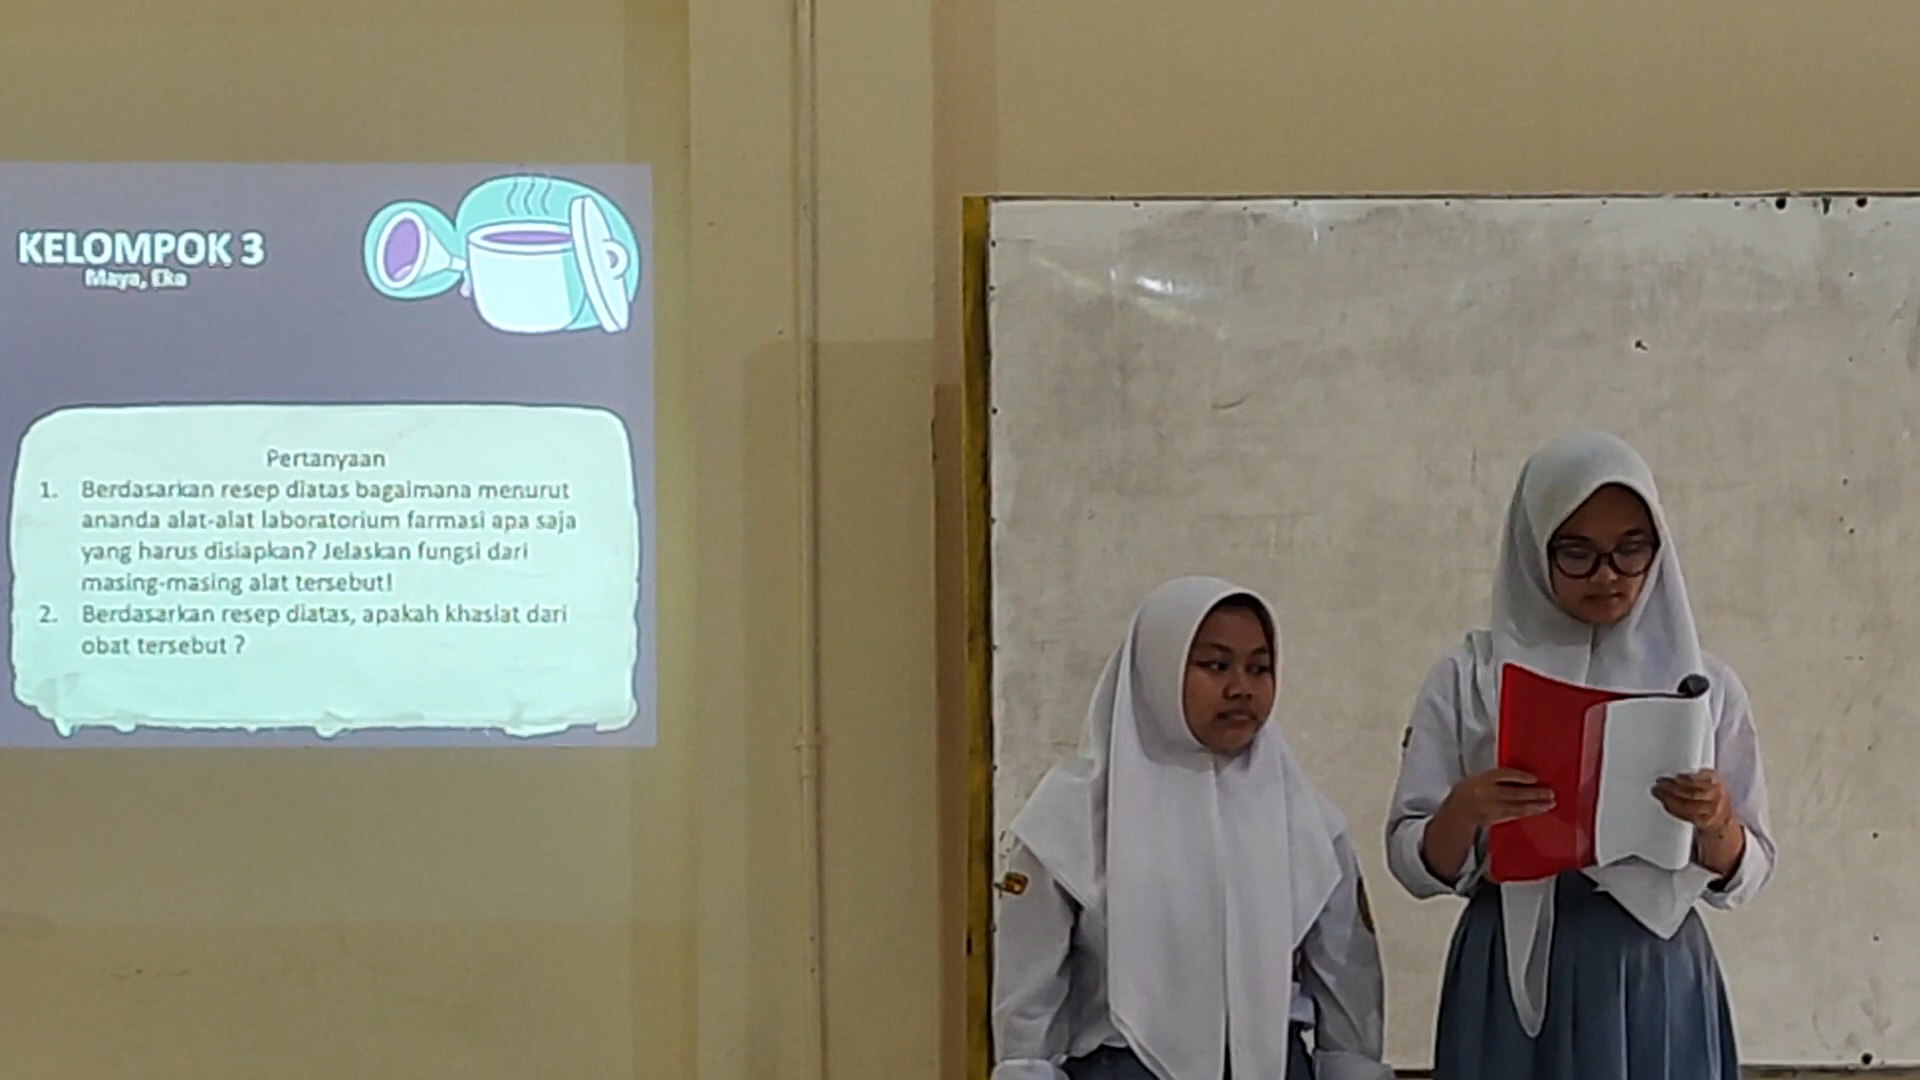 KELOMPOK 3
Maya, Eka
Pertanyaan
1. Berdasarkan resep diatas bagaimana menurut
ananda alat-alat laboratorium farmasi apa saja
yang harus disiapkan? Jelaskan fungsi dari
masing-masing alat tersebut!
2. Berdasarkan resep diatas, apakah khasiat dari
obat tersebut ?